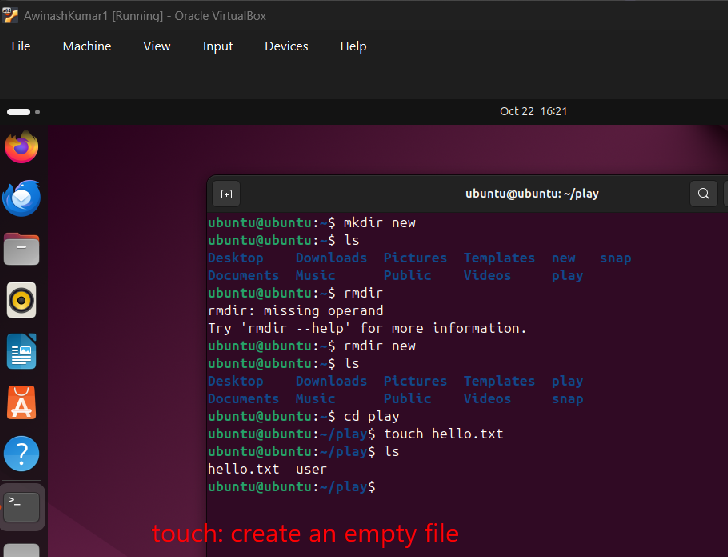 AwinashKumar1 [Running] - Oracle VirtualBox
File Machine View Input Devices Help
Oct 22 16:21
ubuntu@ubuntu: ~/play
ubuntu@ubuntu:~$ mkdir new
ubuntu@ubuntu:~$ ls
Desktop Downloads Pictures Templates new snap
Documents Music Public Videos play
ubuntu@ubuntu:~$ rmdir
rmdir: missing operand
Try 'rmdir --help' for more information.
ubuntu@ubuntu:~$ rmdir new
ubuntu@ubuntu:~$ ls
Desktop Downloads Pictures Templates play
Documents Music Public Videos snap
ubuntu@ubuntu:~$ cd play
ubuntu@ubuntu:~/play$ touch hello.txt
ubuntu@ubuntu:~/play$ ls
hello.txt user
ubuntu@ubuntu:~/play$
touch: create an empty file